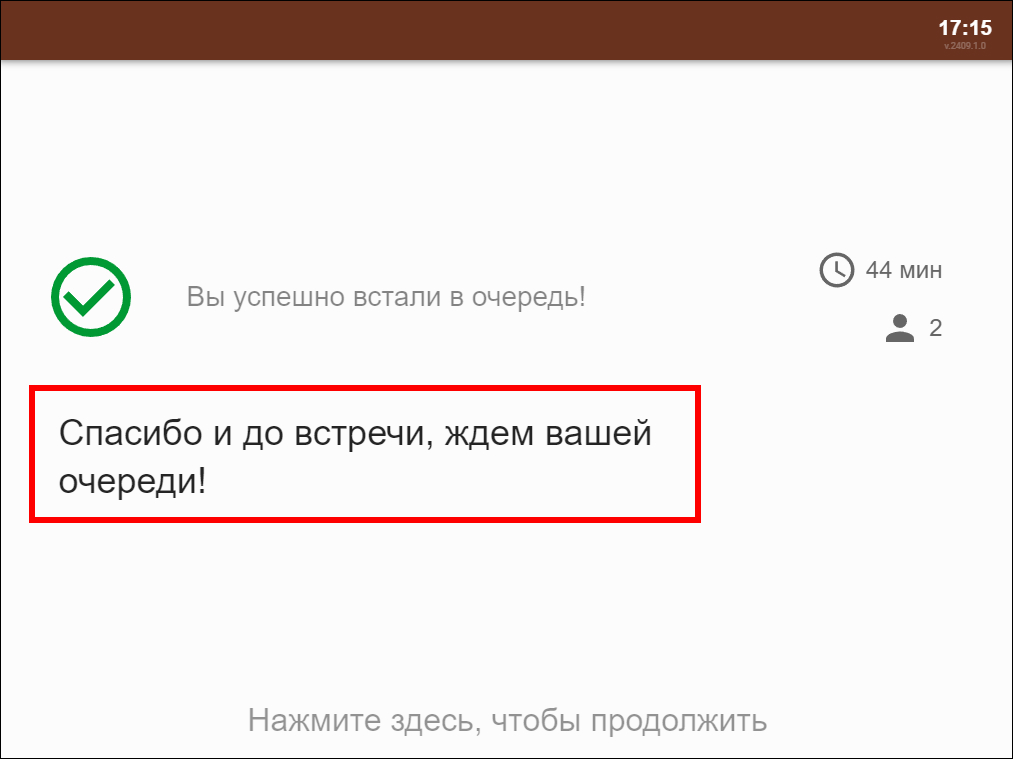 17:15
v.2409.1.0
Вы успешно встали в очередь!
44 мин
2
Спасибо и до встречи, ждем вашей
очереди!
Нажмите здесь, чтобы продолжить